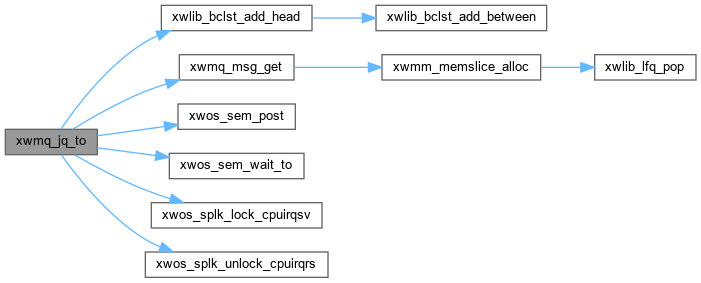 xwmq_jq_to
xwlib_bclst_add_head
xwlib_bclst_add_between
xwmq_msg_get
xwmm_memslice_alloc
xwlib_lfq_pop
xwos_sem_post
xwos_sem_wait_to
xwos_splk_lock_cpuirqsv
xwos_splk_unlock_cpuirqrs